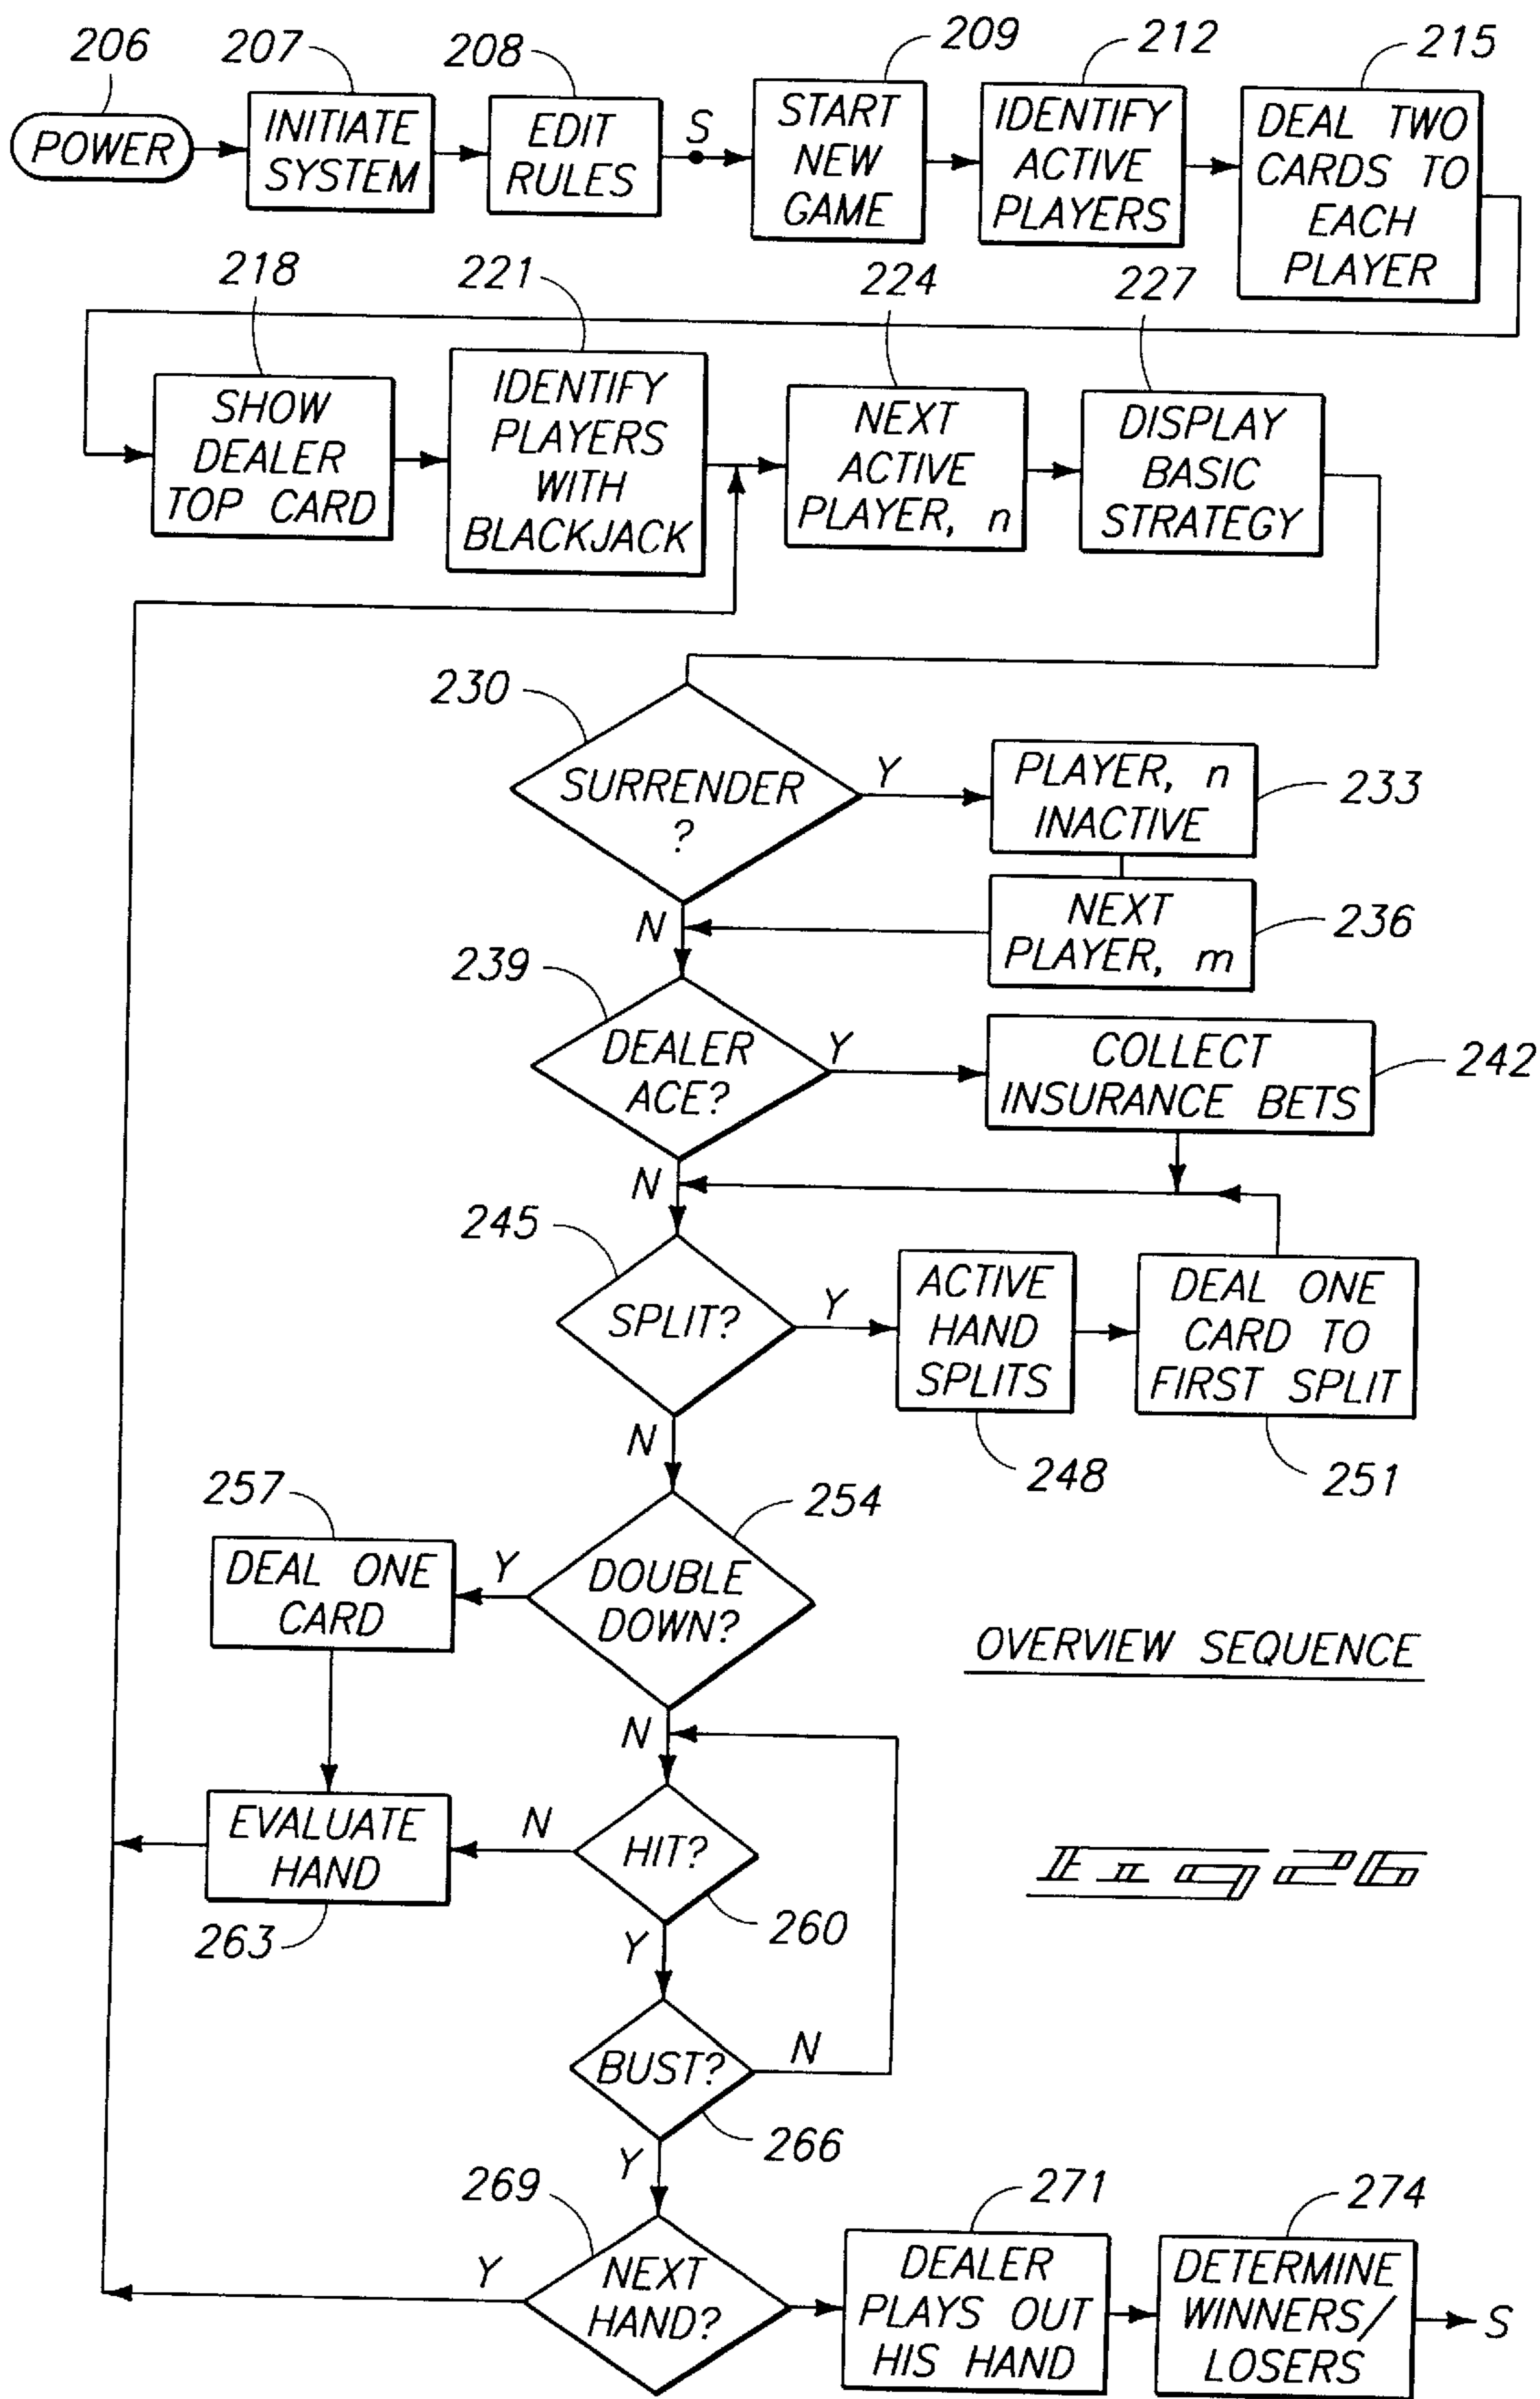 206
207
208
209
212
215
POWER
INITIATE
SYSTEM
EDIT
RULES
S
START
NEW
GAME
IDENTIFY
ACTIVE
PLAYERS
DEAL TWO
CARDS TO
EACH
PLAYER
218
221
224
227
SHOW
DEALER
TOP CARD
IDENTIFY
PLAYERS
WITH
BLACKJACK
NEXT
ACTIVE
PLAYER, n
DISPLAY
BASIC
STRATEGY
230
SURRENDER
?
Y
PLAYER, n
INACTIVE
233
N
NEXT
PLAYER, m
236
239
DEALER
ACE?
Y
COLLECT
INSURANCE BETS
242
N
245
SPLIT?
Y
ACTIVE
HAND
SPLITS
DEAL ONE
CARD TO
FIRST SPLIT
248
251
N
257
254
DEAL ONE
CARD
Y
DOUBLE
DOWN?
OVERVIEW SEQUENCE
N
EVALUATE
HAND
N
HIT?
263
260
Fig 26
Y
BUST?
N
266
Y
269
271
274
Y
NEXT
HAND?
DEALER
PLAYS OUT
HIS HAND
DETERMINE
WINNERS/
LOSERS
S